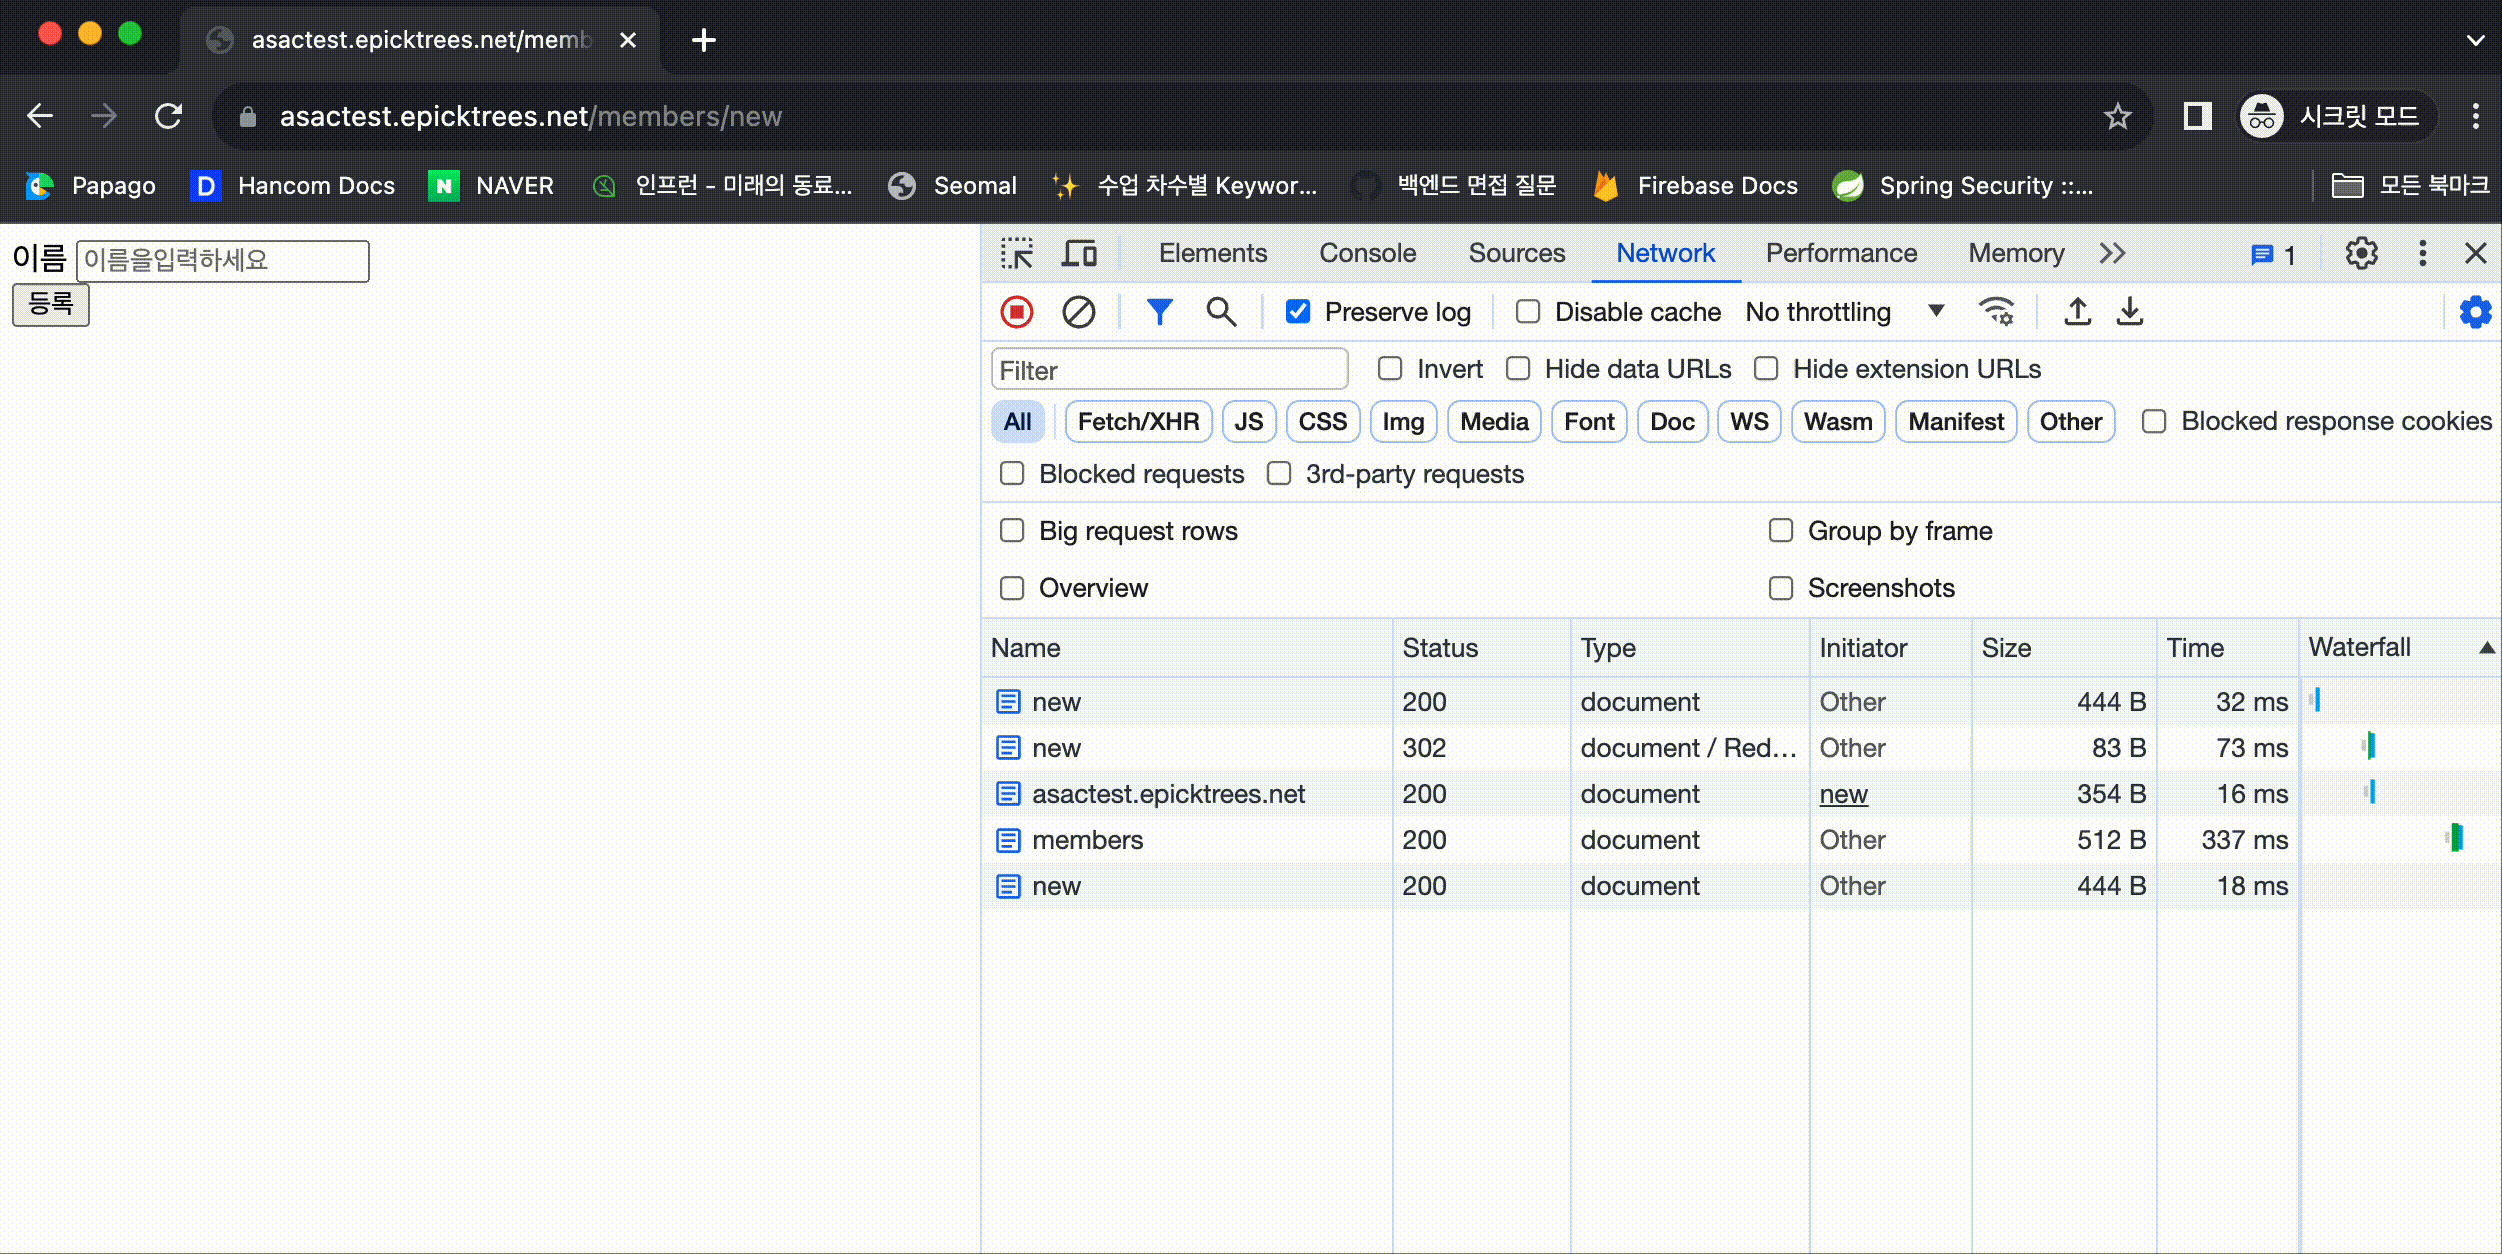 asactest.epicktrees.net/memb
asactest.epicktrees.net/members/new
시크릿 모드
Papago
D Hancom Docs
N NAVER
인프런 - 미래의 동료...
Seomal
수업 차수별 Keywor...
백엔드 면접 질문
Firebase Docs
Spring Security ::...
모든 북마크
이름 이름을입력하세요
등록
Elements Console Sources Network Performance Memory 1
Preserve log Disable cache No throttling
Filter Invert Hide data URLs Hide extension URLs
All Fetch/XHR JS CSS Img Media Font Doc WS Wasm Manifest Other Blocked response cookies
Blocked requests 3rd-party requests
Big request rows Group by frame
Overview Screenshots
Name Status Type Initiator Size Time Waterfall
new 200 document Other 444 B 32 ms
new 302 document / Red... Other 83 B 73 ms
asactest.epicktrees.net 200 document new 354 B 16 ms
members 200 document Other 512 B 337 ms
new 200 document Other 444 B 18 ms